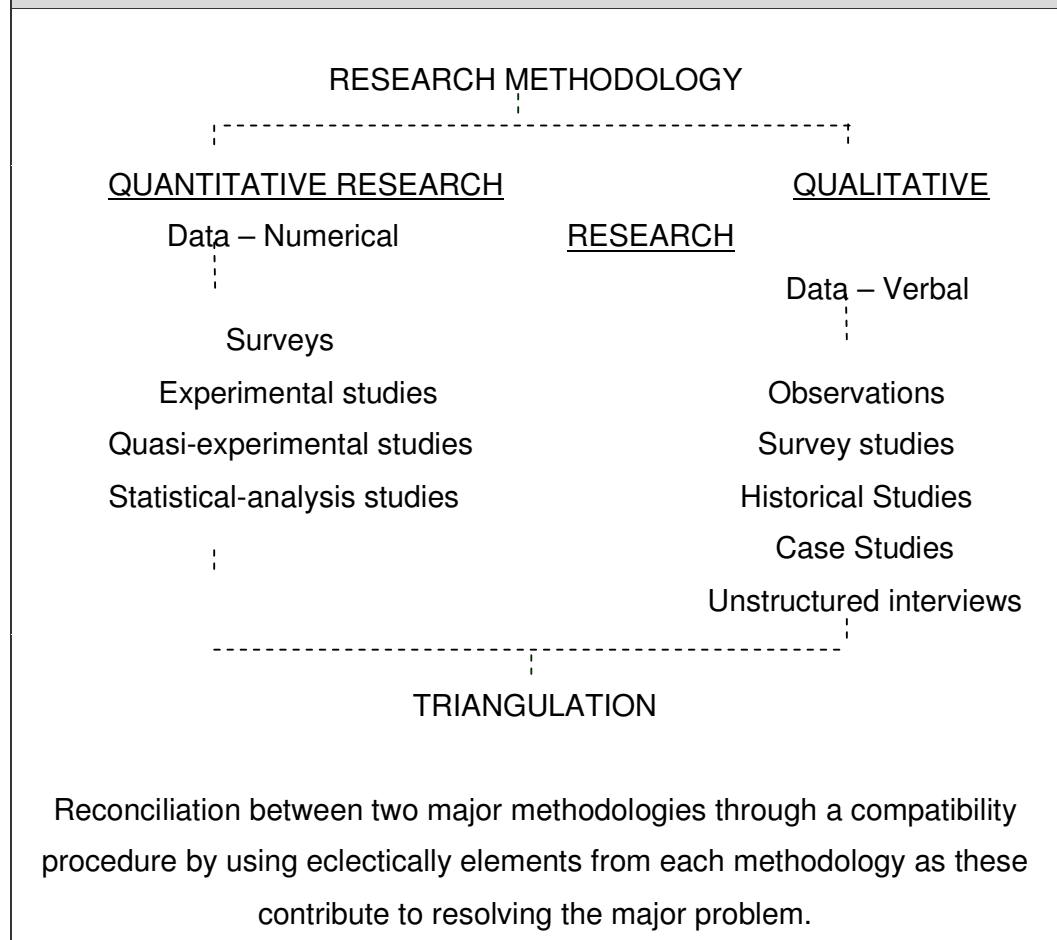 RESEARCH METHODOLOGY
QUANTITATIVE RESEARCH QUALITATIVE
Data – Numerical RESEARCH
Data – Verbal
Surveys
Experimental studies Observations
Quasi-experimental studies Survey studies
Statistical-analysis studies Historical Studies
Case Studies
Unstructured interviews
TRIANGULATION
Reconciliation between two major methodologies through a compatibility
procedure by using eclectically elements from each methodology as these
contribute to resolving the major problem.